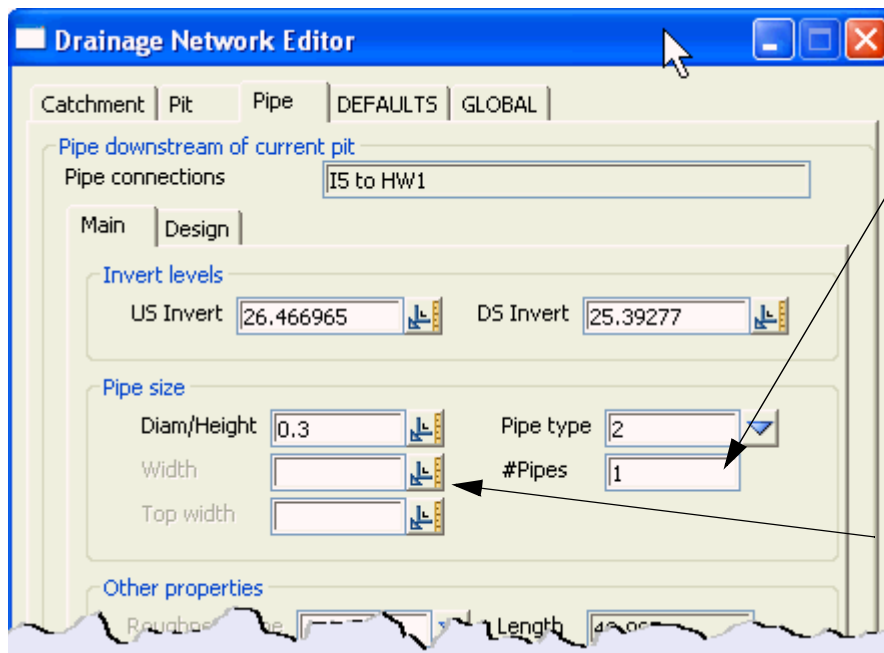 Drainage Network Editor
Catchment Pit Pipe DEFAULTS GLOBAL
Pipe downstream of current pit
Pipe connections I5 to HW1
Main Design
Invert levels
US Invert 26.466965 DS Invert 25.39277
Pipe size
Diam/Height 0.3 Pipe type 2
Width #Pipes 1
Top width
Other properties
Length